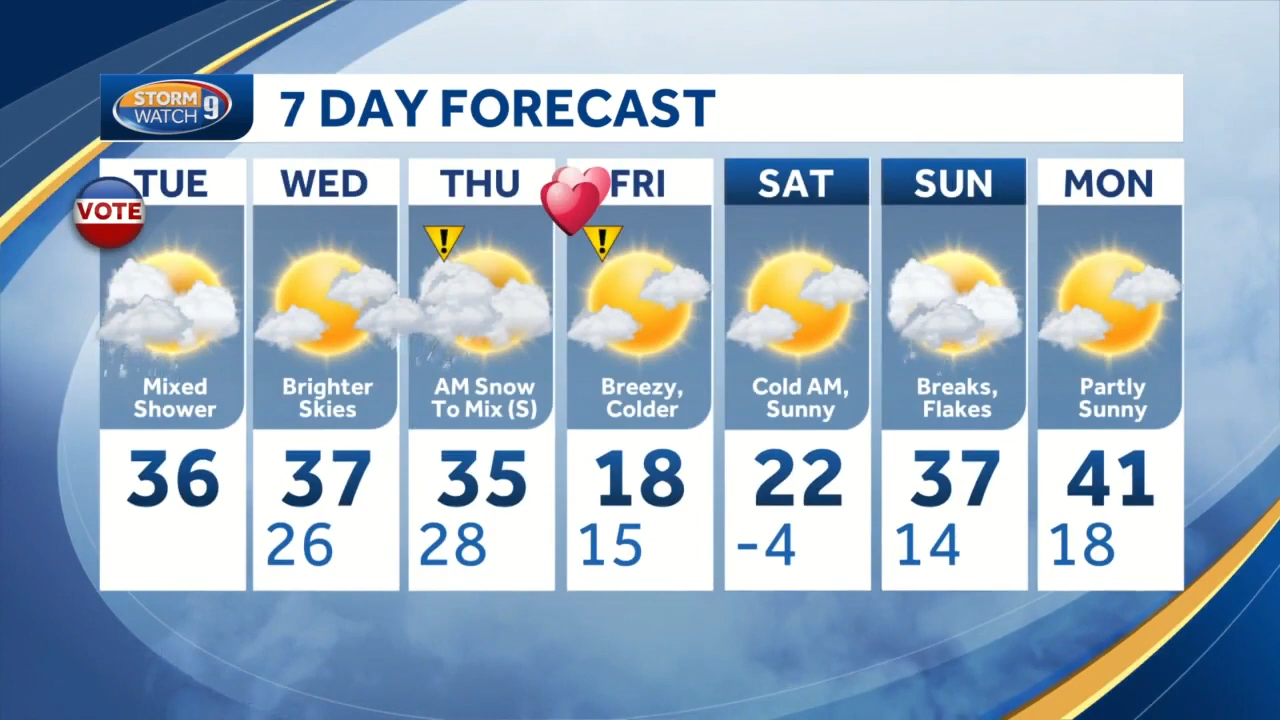 STORM
WATCH 9
7 DAY FORECAST
TUE
WED
THU
FRI
SAT
SUN
MON
VOTE
!
!
Mixed
Shower
Brighter
Skies
AM Snow
To Mix (S)
Breezy,
Colder
Cold AM,
Sunny
Breaks,
Flakes
Partly
Sunny
36
37
35
18
22
37
41
26
28
15
-4
14
18